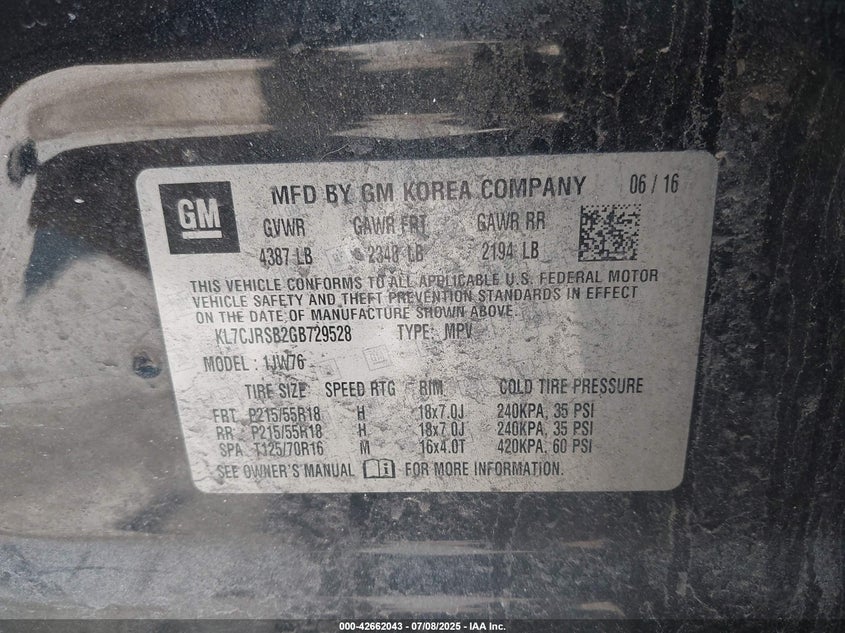 GM
MFD BY GM KOREA COMPANY 06 / 16
GVWR GAWR FRT GAWR RR
4387 LB 2348 LB 2194 LB
THIS VEHICLE CONFORMS TO ALL APPLICABLE U.S. FEDERAL MOTOR
VEHICLE SAFETY AND THEFT PREVENTION STANDARDS IN EFFECT
ON THE DATE OF MANUFACTURE SHOWN ABOVE.
KL7CJRSB2GB729528 TYPE: MPV
MODEL : 1JW76
TIRE SIZE SPEED RTG RIM COLD TIRE PRESSURE
FRT P215/55R18 H 18x7.0J 240KPA, 35 PSI
RR P215/55R18 H 18x7.0J 240KPA, 35 PSI
SPA T125/70R16 M 16x4.0T 420KPA, 60 PSI
SEE OWNER'S MANUAL FOR MORE INFORMATION.
000-42662043 - 07/08/2025 - IAA Inc.